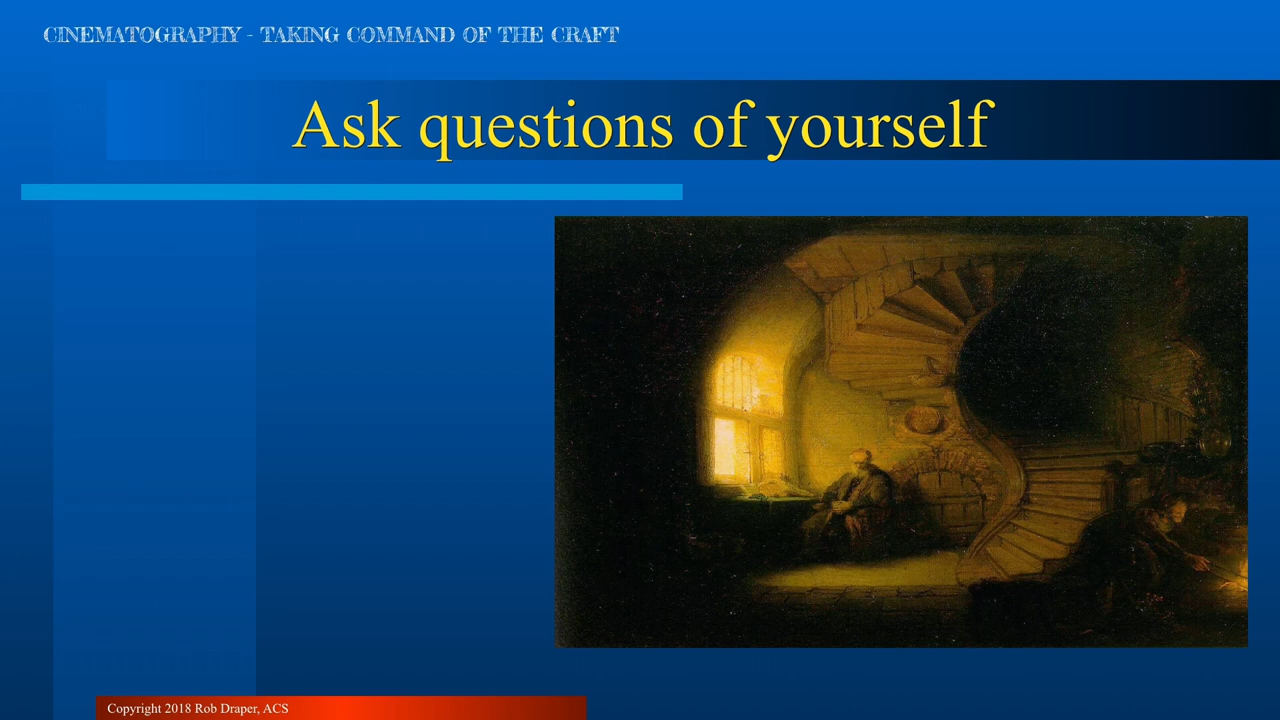 CINEMATOGRAPHY - TAKING COMMAND OF THE CRAFT
Ask questions of yourself
Copyright 2018 Rob Draper, ACS